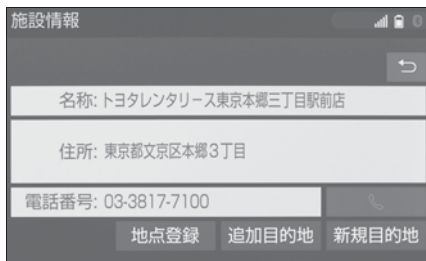 施設情報
名称: トヨタレンタリース東京本郷三丁目駅前店
住所: 東京都文京区本郷3丁目
電話番号: 03-3817-7100
地点登録 追加目的地 新規目的地